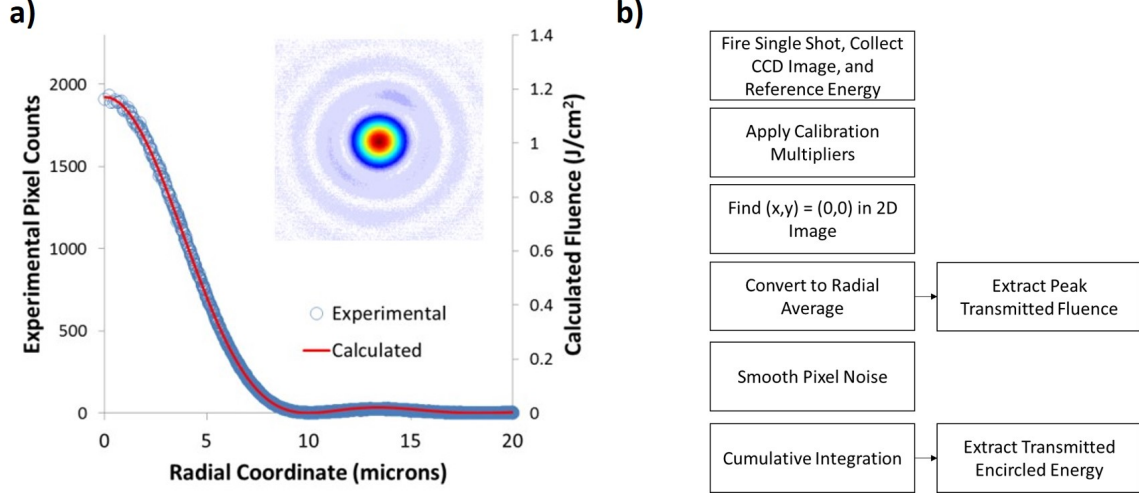 a)
Experimental Pixel Counts
2000
1500
1000
500
0
0
5
10
15
20
Radial Coordinate (microns)
1.4
1.2
1
0.8
0.6
0.4
0.2
0
Calculated Fluence (J/cm²)
Experimental
Calculated
b)
Fire Single Shot, Collect
CCD Image, and
Reference Energy
Apply Calibration
Multipliers
Find (x,y) = (0,0) in 2D
Image
Convert to Radial
Average
Extract Peak
Transmitted Fluence
Smooth Pixel Noise
Cumulative Integration
Extract Transmitted
Encircled Energy